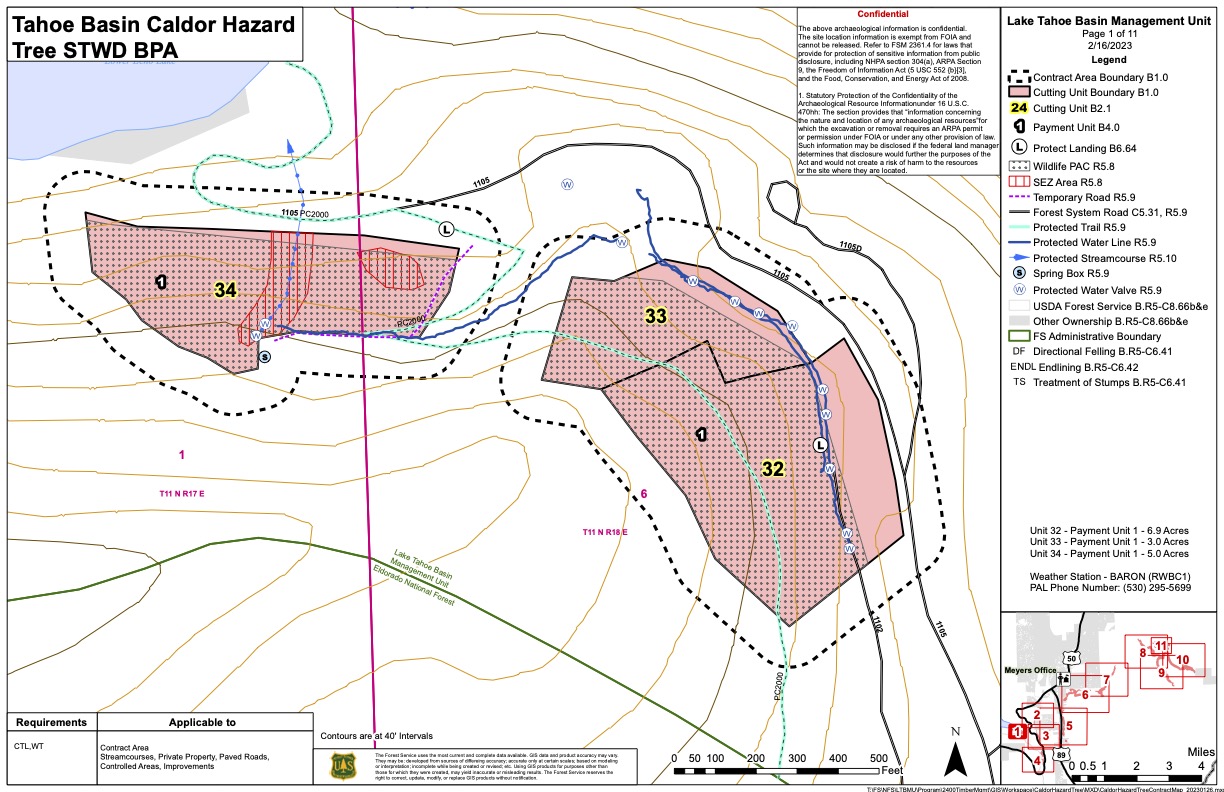 Tahoe Basin Caldor Hazard
Tree STWD BPA
Lower Echo Lake
Confidential
The above archaeological information is confidential.
The site location information is exempt from FOIA and
cannot be released. Refer to FSM 2361.4 for laws that
provide for protection of sensitive information from public
disclosure, including NHPA section 304(a), ARPA Section
9, the Freedom of Information Act (5 USC 552 [b][3],
and the Food, Conservation, and Energy Act of 2008.
1. Statutory Protection of the Confidentiality of the
Archaeological Resource Informationunder 16 U.S.C.
470hh: The section provides that "information concerning
the nature and location of any archaeological resources"for
which the excavation or removal requires an ARPA permit
or permission under FOIA or under any other provision of law.
Such information may be disclosed if the federal land manager
determines that disclosure would further the purposes of the
Act and would not create a risk of harm to the resources
or the site where they are located.
Lake Tahoe Basin Management Unit
Page 1 of 11
2/16/2023
Legend
Contract Area Boundary B1.0
Cutting Unit Boundary B1.0
24 Cutting Unit B2.1
1 Payment Unit B4.0
L Protect Landing B6.64
Wildlife PAC R5.8
SEZ Area R5.8
Temporary Road R5.9
Forest System Road C5.31, R5.9
Protected Trail R5.9
Protected Water Line R5.9
Protected Streamcourse R5.10
S Spring Box R5.9
W Protected Water Valve R5.9
USDA Forest Service B.R5-C8.66b&e
Other Ownership B.R5-C8.66b&e
FS Administrative Boundary
DF Directional Felling B.R5-C6.41
ENDL Endlining B.R5-C6.42
TS Treatment of Stumps B.R5-C6.41
Unit 32 - Payment Unit 1 - 6.9 Acres
Unit 33 - Payment Unit 1 - 3.0 Acres
Unit 34 - Payment Unit 1 - 5.0 Acres
Weather Station - BARON (RWBC1)
PAL Phone Number: (530) 295-5699
1105
W
1105 PC2000
L
1105D
W
1105
1
34
W
W
33
W
W
W
PC2000
W
W
S
W
W
1
L
32
W
1
6
T11 N R17 E
T11 N R18 E
W
W
Lake Tahoe Basin
Management Unit
Eldorado National Forest
1102
1105
PC2000
Meyers Office
50
11
8
10
9
7
6
2
5
1
3
89
4
Miles
0 0.5 1 2 3 4
Requirements
Applicable to
CTL,WT
Contract Area
Streamcourses, Private Property, Paved Roads,
Controlled Areas, Improvements
Contours are at 40' Intervals
The Forest Service uses the most current and complete data available. GIS data and product accuracy may vary.
They may be: developed from sources of differing accuracy; accurate only at certain scales; based on modeling
or interpretation; incomplete while being created or revised; etc. Using GIS products for purposes other than
those for which they were created, may yield inaccurate or misleading results. The Forest Service reserves the
right to correct, update, modify, or replace GIS products without notification.
N
0 50 100 200 300 400 500
Feet